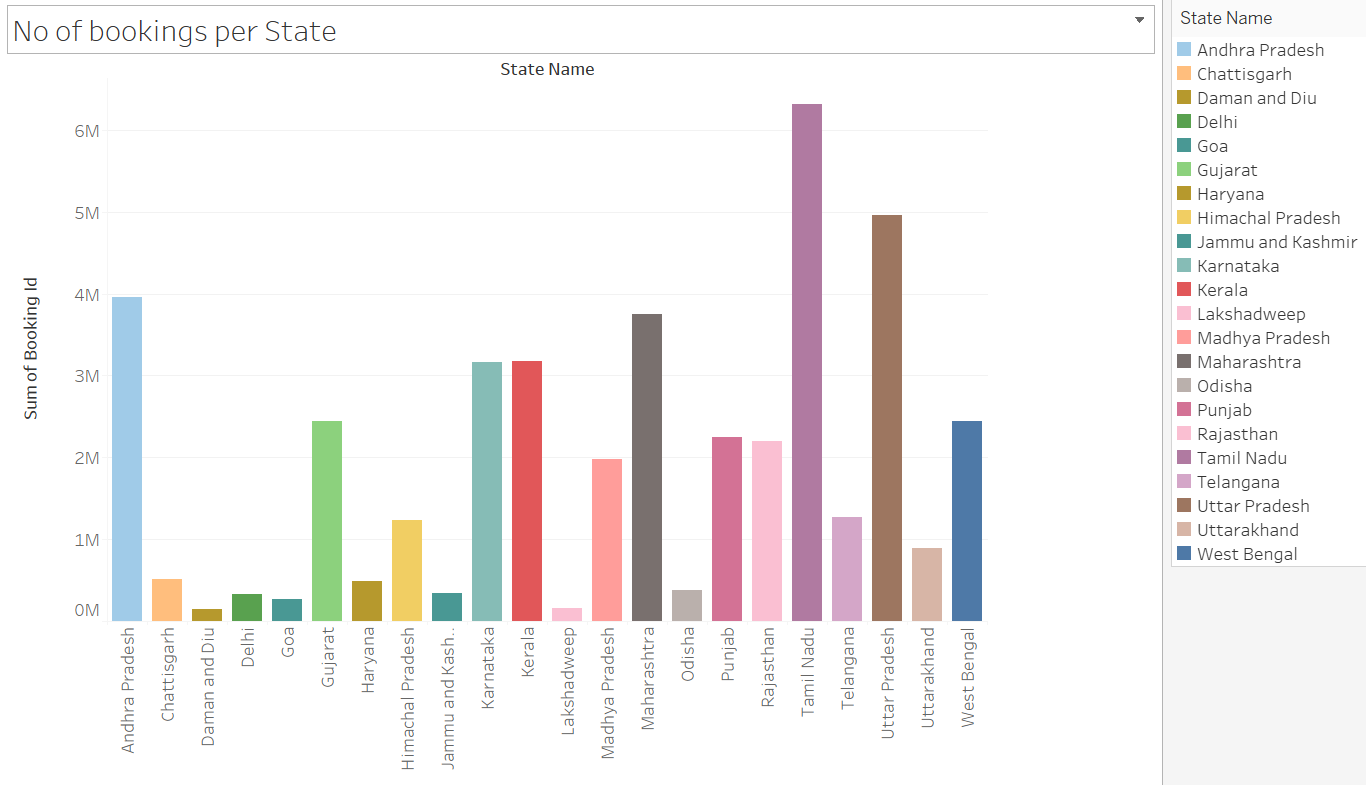 No of bookings per State
State Name
6M
5M
4M
3M
2M
1M
0M
Sum of Booking Id
Andhra Pradesh
Chattisgarh
Daman and Diu
Delhi
Goa
Gujarat
Haryana
Himachal Pradesh
Jammu and Kash..
Karnataka
Kerala
Lakshadweep
Madhya Pradesh
Maharashtra
Odisha
Punjab
Rajasthan
Tamil Nadu
Telangana
Uttar Pradesh
Uttarakhand
West Bengal
State Name
Andhra Pradesh
Chattisgarh
Daman and Diu
Delhi
Goa
Gujarat
Haryana
Himachal Pradesh
Jammu and Kashmir
Karnataka
Kerala
Lakshadweep
Madhya Pradesh
Maharashtra
Odisha
Punjab
Rajasthan
Tamil Nadu
Telangana
Uttar Pradesh
Uttarakhand
West Bengal